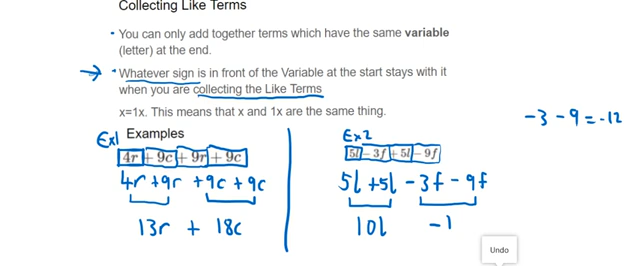 Collecting Like Terms
• You can only add together terms which have the same variable
(letter) at the end.
• Whatever sign is in front of the Variable at the start stays with it
when you are collecting the Like Terms
x=1x. This means that x and 1x are the same thing.
-3 -9 = -12
Ex1 Examples
4r + 9c + 9r + 9c
4r +9r +9c +9c
13r + 18c
Ex2
5l - 3f + 5l - 9f
5l +5l -3f -9f
10l -1
Undo